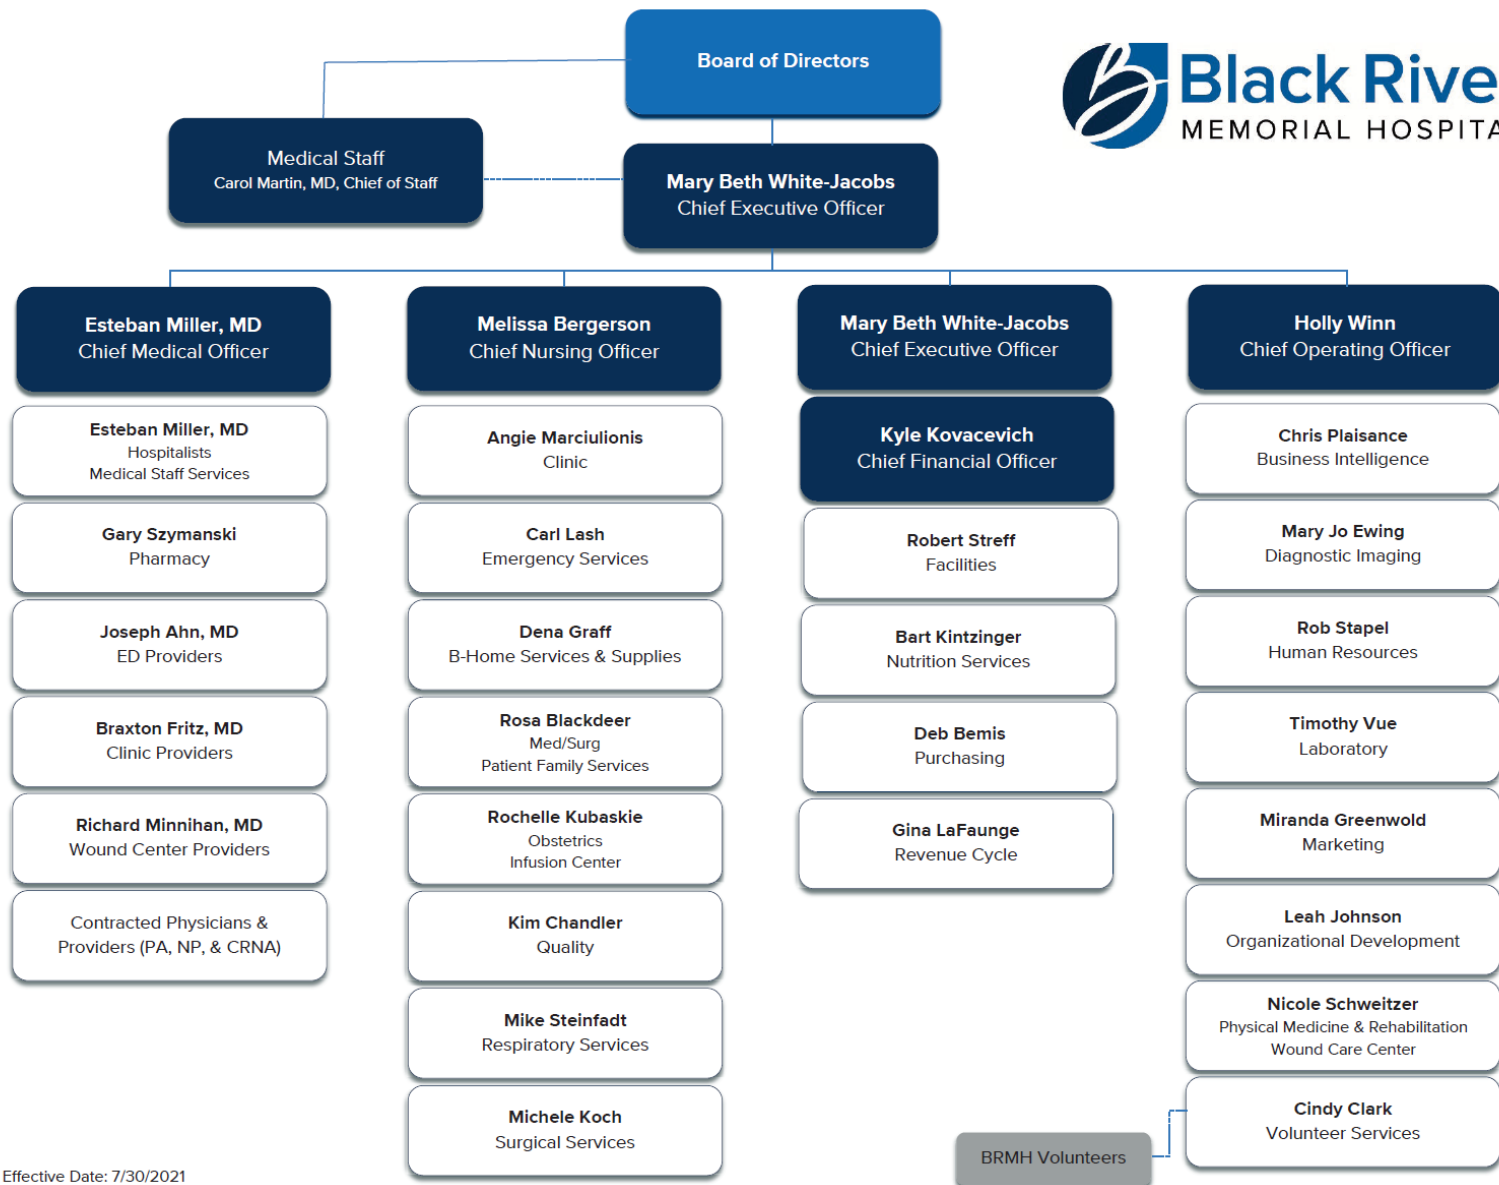 Board of Directors
Black Rive
MEMORIAL HOSPITA
Medical Staff
Carol Martin, MD, Chief of Staff
Mary Beth White-Jacobs
Chief Executive Officer
Esteban Miller, MD
Chief Medical Officer
Esteban Miller, MD
Hospitalists
Medical Staff Services
Gary Szymanski
Pharmacy
Joseph Ahn, MD
ED Providers
Braxton Fritz, MD
Clinic Providers
Richard Minnihan, MD
Wound Center Providers
Contracted Physicians &
Providers (PA, NP, & CRNA)
Melissa Bergerson
Chief Nursing Officer
Angie Marciulionis
Clinic
Carl Lash
Emergency Services
Dena Graff
B-Home Services & Supplies
Rosa Blackdeer
Med/Surg
Patient Family Services
Rochelle Kubaskie
Obstetrics
Infusion Center
Kim Chandler
Quality
Mike Steinfadt
Respiratory Services
Michele Koch
Surgical Services
Mary Beth White-Jacobs
Chief Executive Officer
Kyle Kovacevich
Chief Financial Officer
Robert Streff
Facilities
Bart Kintzinger
Nutrition Services
Deb Bemis
Purchasing
Gina LaFaunge
Revenue Cycle
Holly Winn
Chief Operating Officer
Chris Plaisance
Business Intelligence
Mary Jo Ewing
Diagnostic Imaging
Rob Stapel
Human Resources
Timothy Vue
Laboratory
Miranda Greenwold
Marketing
Leah Johnson
Organizational Development
Nicole Schweitzer
Physical Medicine & Rehabilitation
Wound Care Center
Cindy Clark
Volunteer Services
BRMH Volunteers
Effective Date: 7/30/2021